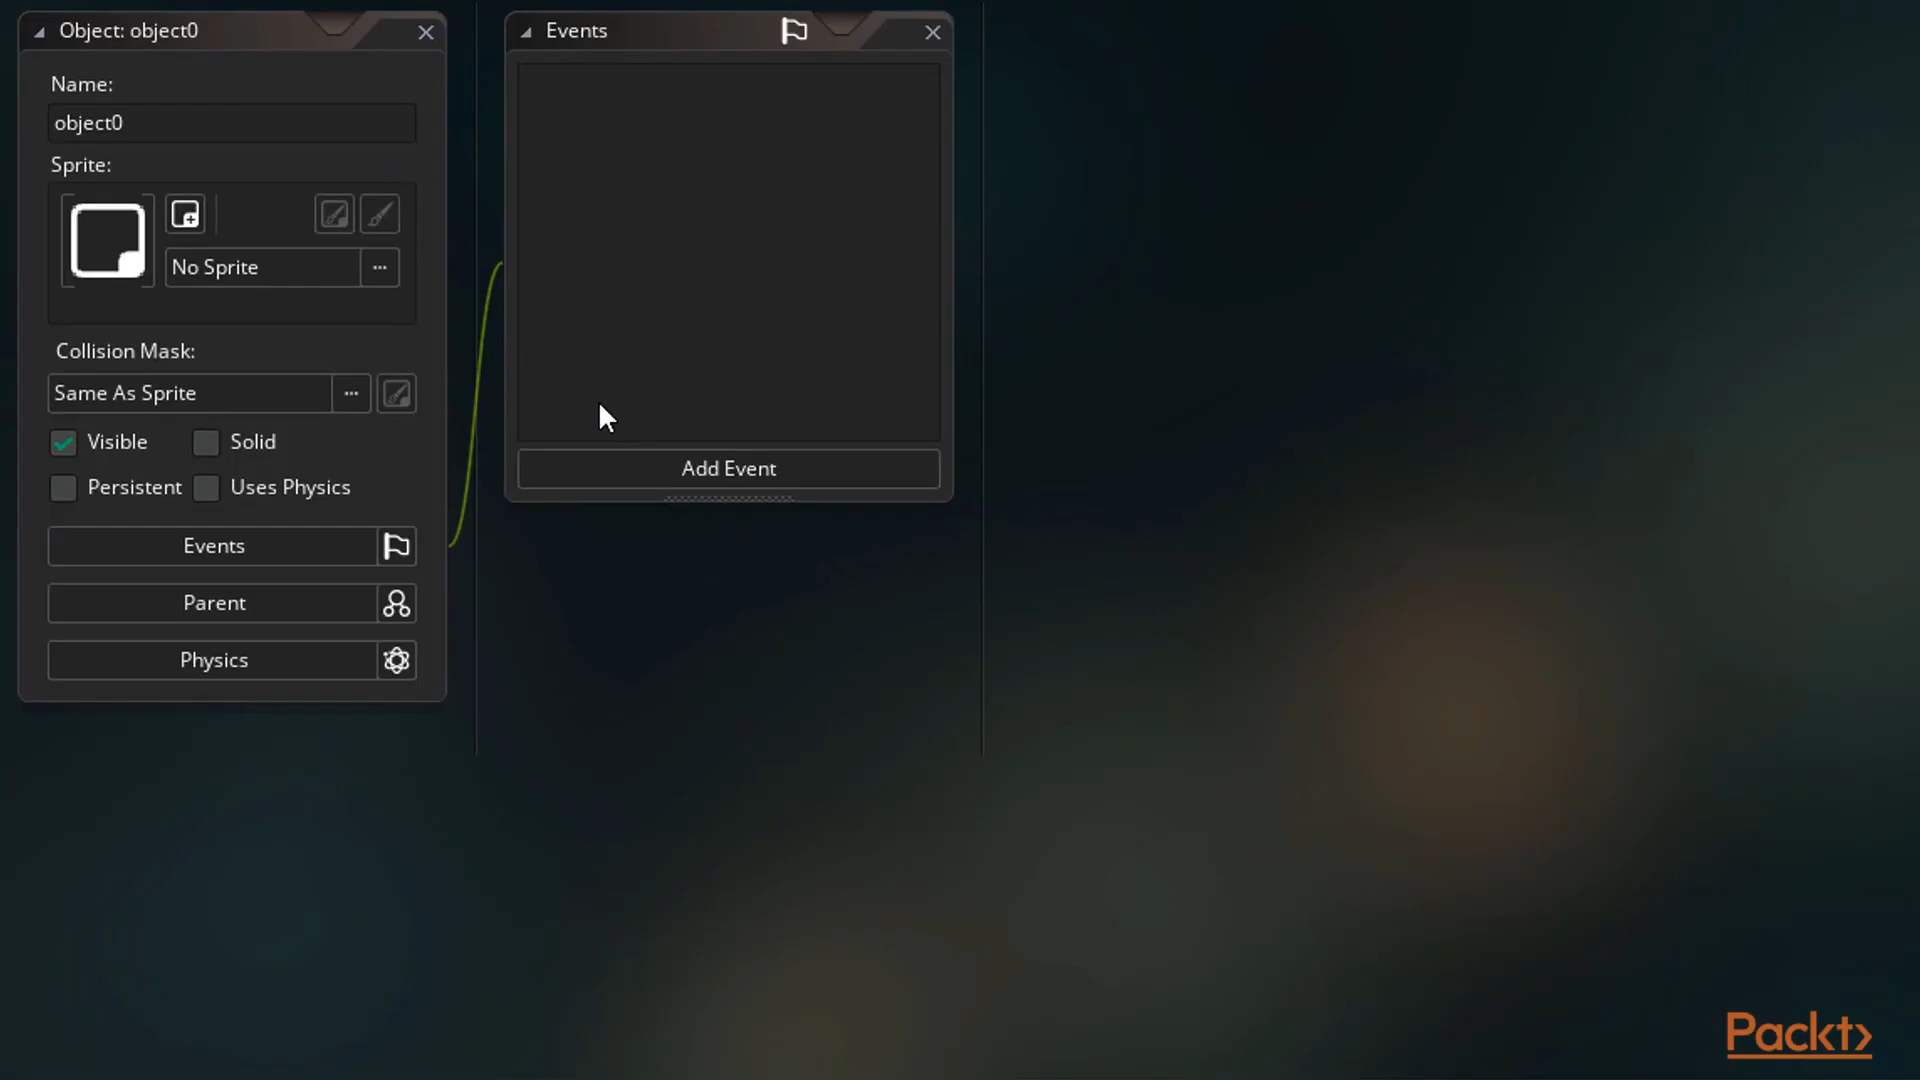 Object: object0
Name:
object0
Sprite:
No Sprite
...
Collision Mask:
Same As Sprite
...
Visible
Solid
Persistent
Uses Physics
Events
Parent
Physics
Events
Add Event
Packt>